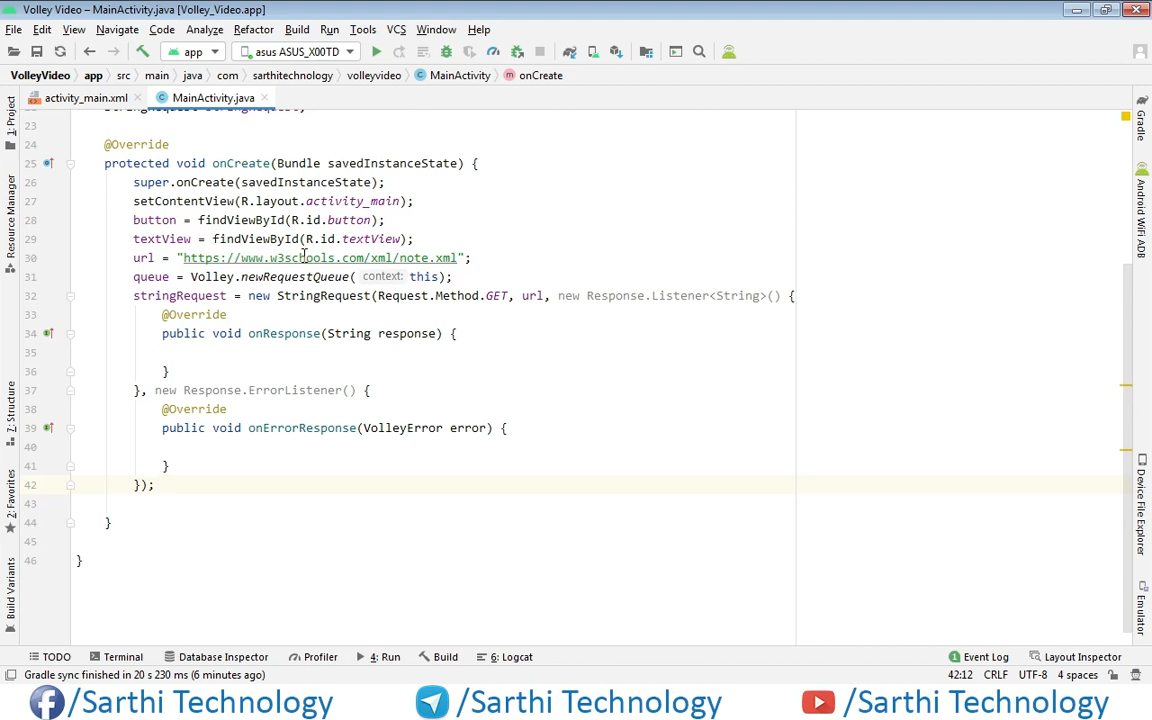 Volley Video – MainActivity.java [Volley_Video.app]
File Edit View Navigate Code Analyze Refactor Build Run Tools VCS Window Help
app asus ASUS_X00TD
VolleyVideo app src main java com sarthitechnology volleyvideo MainActivity onCreate
activity_main.xml MainActivity.java
23
24 @Override
25 protected void onCreate(Bundle savedInstanceState) {
26 super.onCreate(savedInstanceState);
27 setContentView(R.layout.activity_main);
28 button = findViewById(R.id.button);
29 textView = findViewById(R.id.textView);
30 url = "https://www.w3schools.com/xml/note.xml";
31 queue = Volley.newRequestQueue( context: this);
32 stringRequest = new StringRequest(Request.Method.GET, url, new Response.Listener<String>() {
33 @Override
34 public void onResponse(String response) {
35
36 }
37 }, new Response.ErrorListener() {
38 @Override
39 public void onErrorResponse(VolleyError error) {
40
41 }
42 });
43
44 }
45
46 }
1: Project
Resource Manager
Z: Structure
2: Favorites
Build Variants
Gradle
Android WiFi ADB
Device File Explorer
Emulator
TODO Terminal Database Inspector Profiler 4: Run Build 6: Logcat 1 Event Log Layout Inspector
Gradle sync finished in 20 s 230 ms (6 minutes ago) 42:12 CRLF UTF-8 4 spaces
/Sarthi Technology /Sarthi Technology /Sarthi Technology